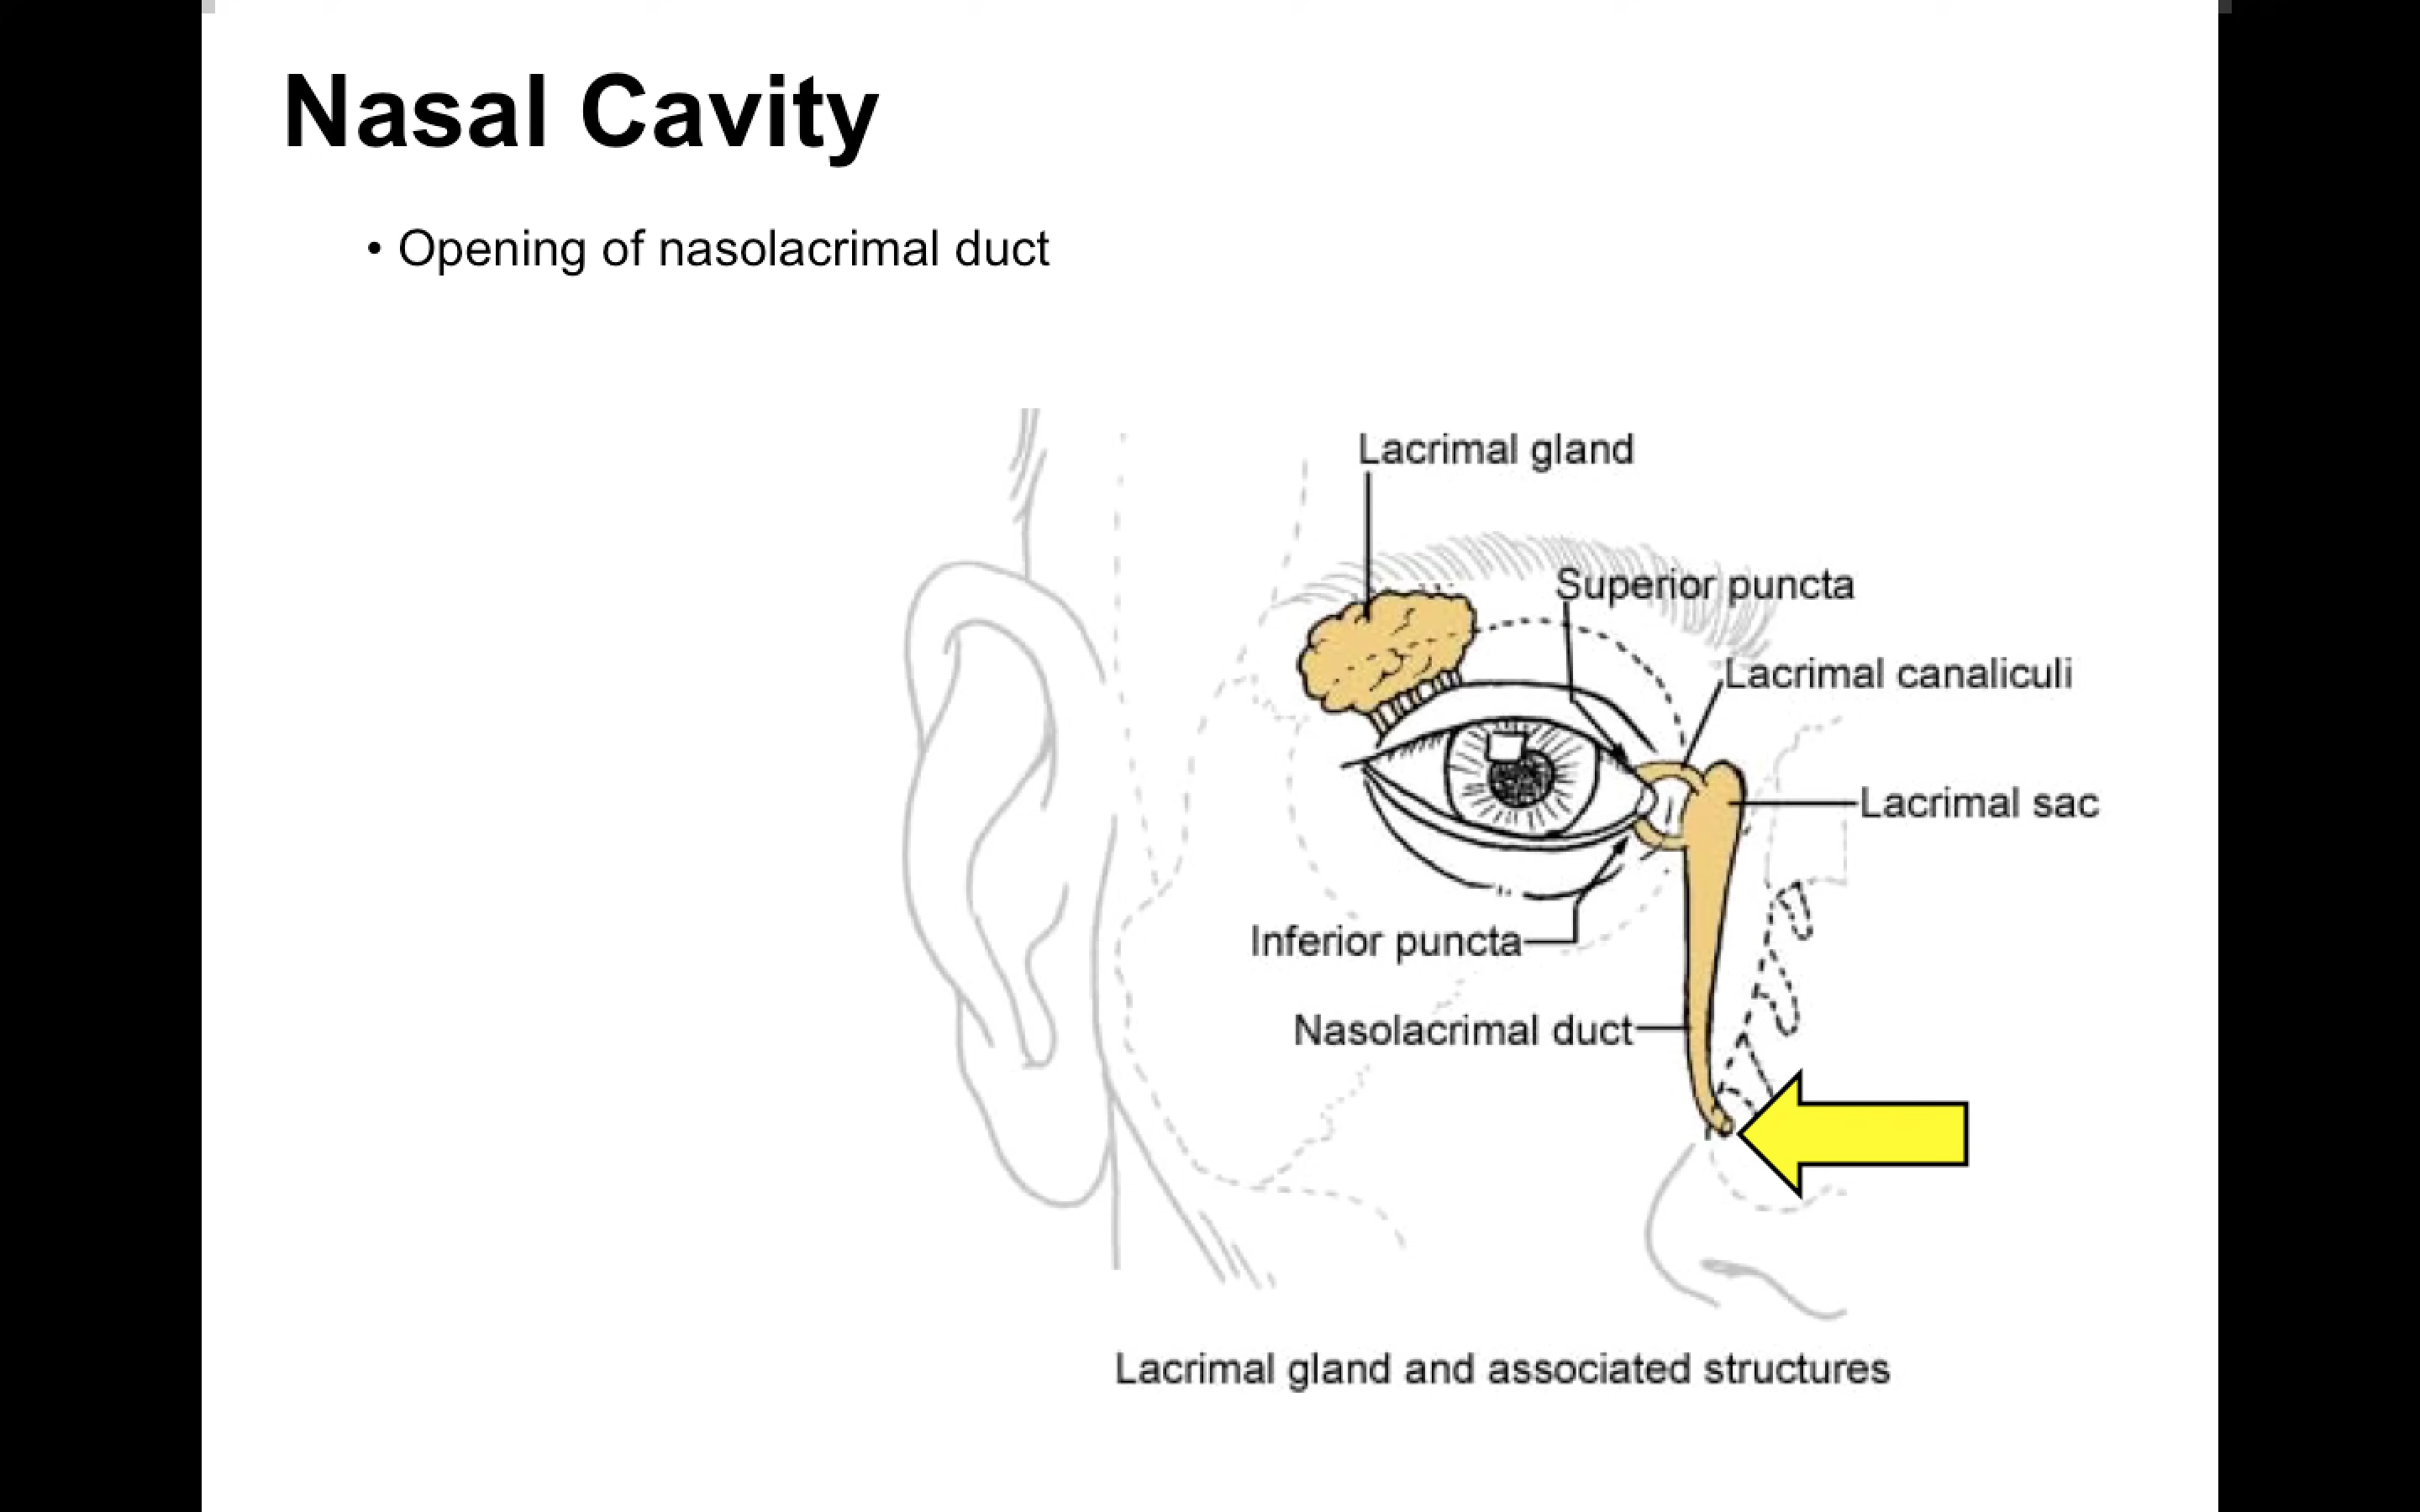 Nasal Cavity
• Opening of nasolacrimal duct
Lacrimal gland
Superior puncta
Lacrimal canaliculi
Lacrimal sac
Inferior puncta
Nasolacrimal duct
Lacrimal gland and associated structures